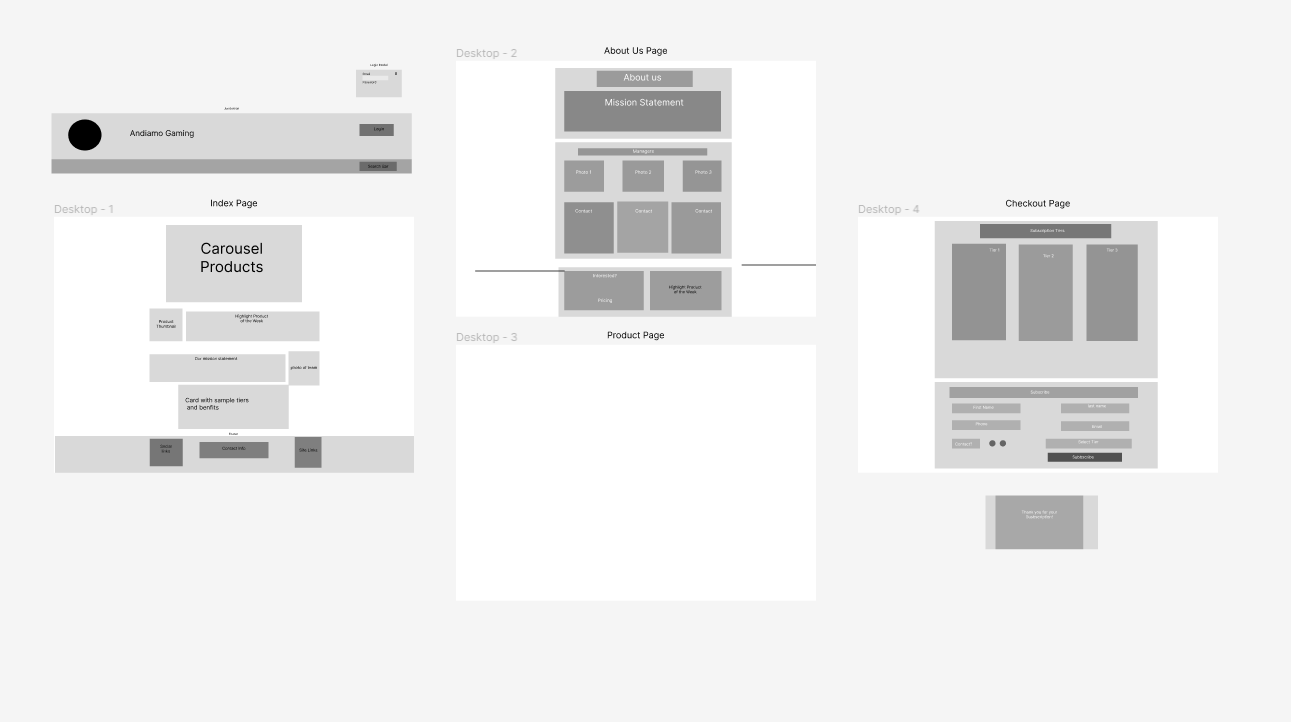 Login Modal
Email
Password
Andiamo Gaming
Login
Search Bar
Desktop - 1
Index Page
Carousel
Products
Product
Thumbnail
Highlight Product
of the Week
Our mission statement
photo of team
Card with sample tiers
and benfits
Footer
Social
Contact Info
Site Links
Desktop - 2
About Us Page
About us
Mission Statement
Managers
Photo 1
Photo 2
Photo 3
Contact
Contact
Contact
Interested?
Pricing
Highlight Product
of the Week
Desktop - 3
Product Page
Desktop - 4
Checkout Page
Subscription Tiers
Tier 1
Tier 2
Tier 3
Subscribe
First Name
last name
Phone
Email
Contact?
Select Tier
Subscribe
Thank you for your